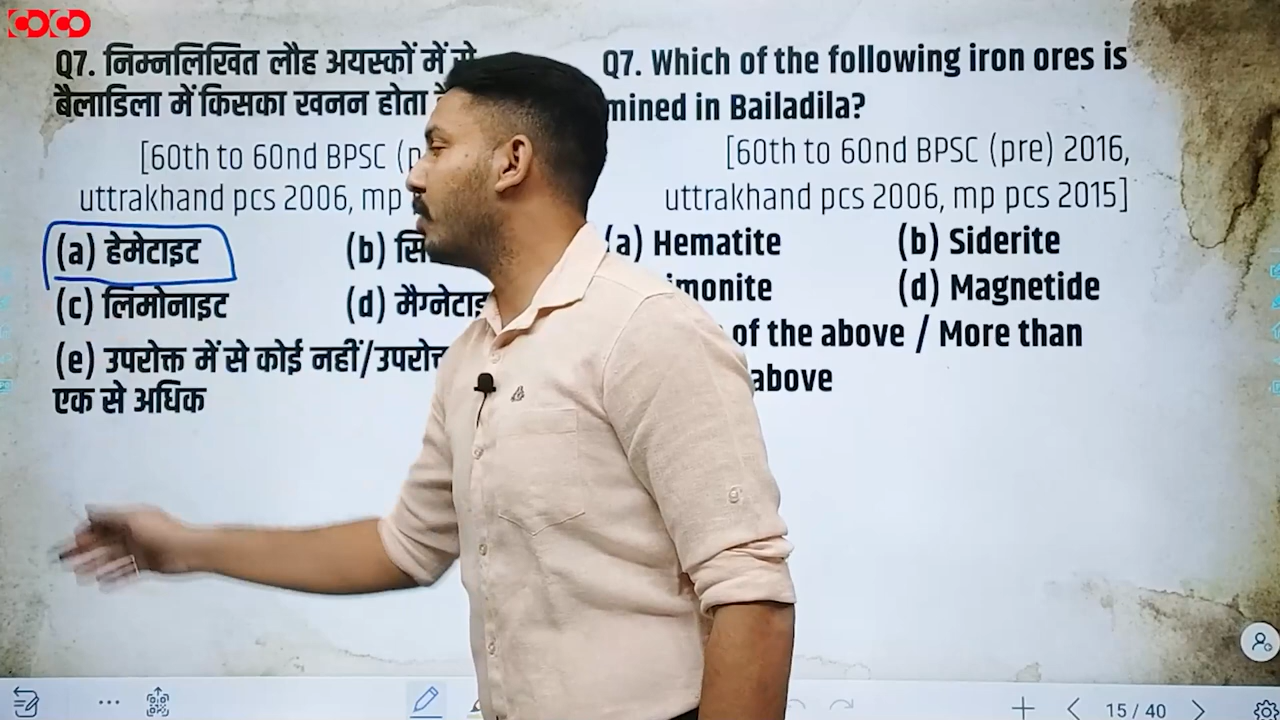 COCO
Q7. निम्नलिखित लौह अयस्कों में से
बैलाडिला में किसका खनन होता
[60th to 60nd BPSC
uttrakhand pcs 2006, mp
(a) हेमेटाइट (b)
(c) लिमोनाइट (d)
(e) उपरोक्त में से कोई नहीं/
एक से अधिक
Q7. Which of the following iron ores is
mined in Bailadila?
[60th to 60nd BPSC (pre) 2016,
uttrakhand pcs 2006, mp pcs 2015]
(a) Hematite (b) Siderite
(d) Magnetide
of the above / More than
above
15 / 40